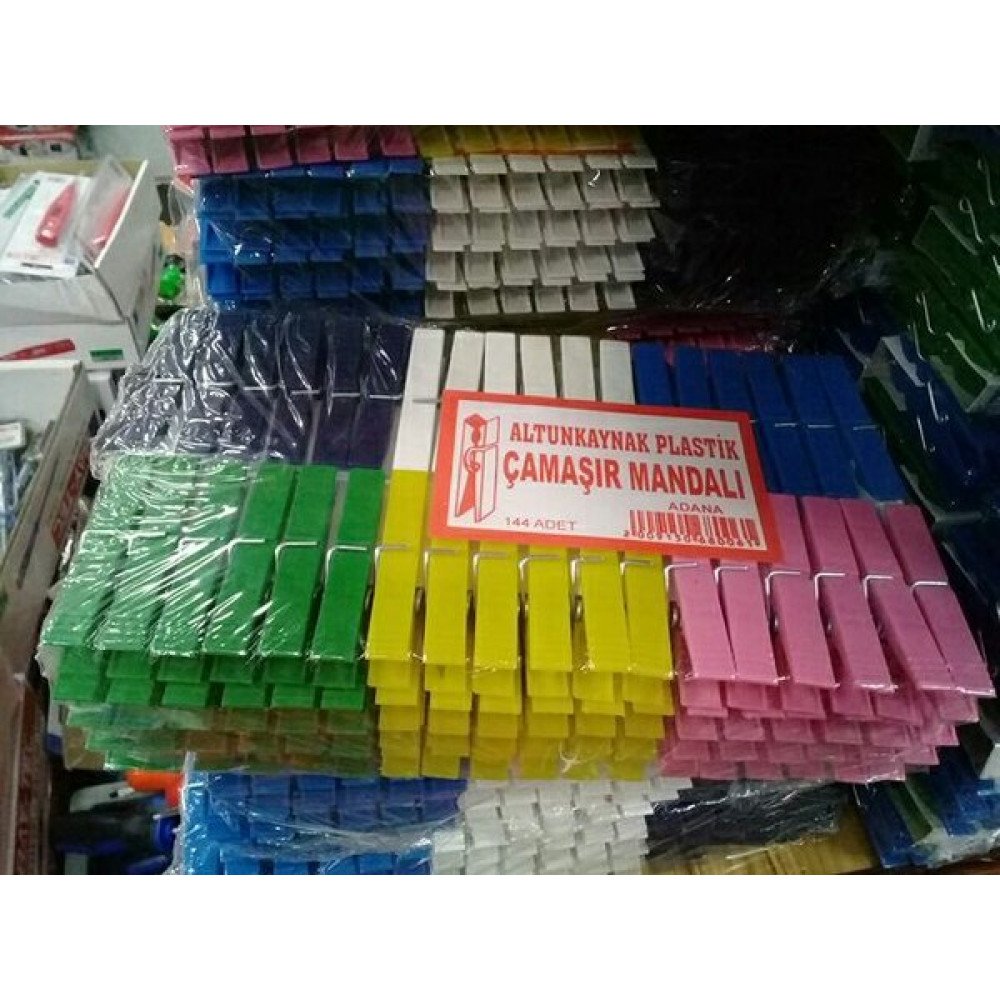 ALTUNKAYNAK PLASTİK
ÇAMAŞIR MANDALI
ADANA
144 ADET